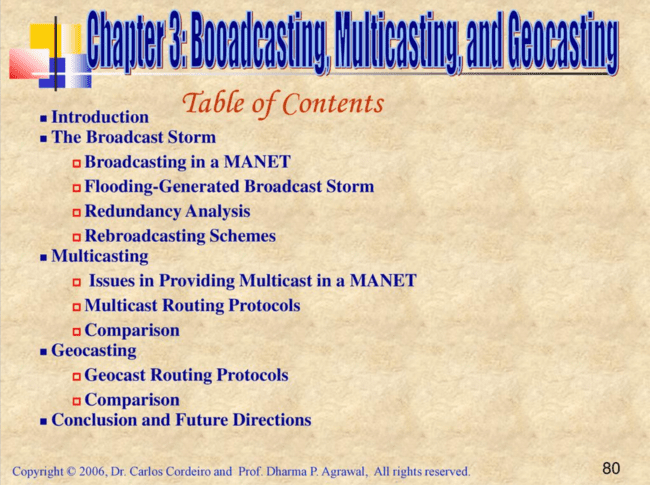 Chapter 3: Booadcasting, Multicasting, and Geocasting
Table of Contents
Introduction
The Broadcast Storm
Broadcasting in a MANET
Flooding-Generated Broadcast Storm
Redundancy Analysis
Rebroadcasting Schemes
Multicasting
Issues in Providing Multicast in a MANET
Multicast Routing Protocols
Comparison
Geocasting
Geocast Routing Protocols
Comparison
Conclusion and Future Directions
Copyright © 2006, Dr. Carlos Cordeiro and Prof. Dharma P. Agrawal, All rights reserved.
80